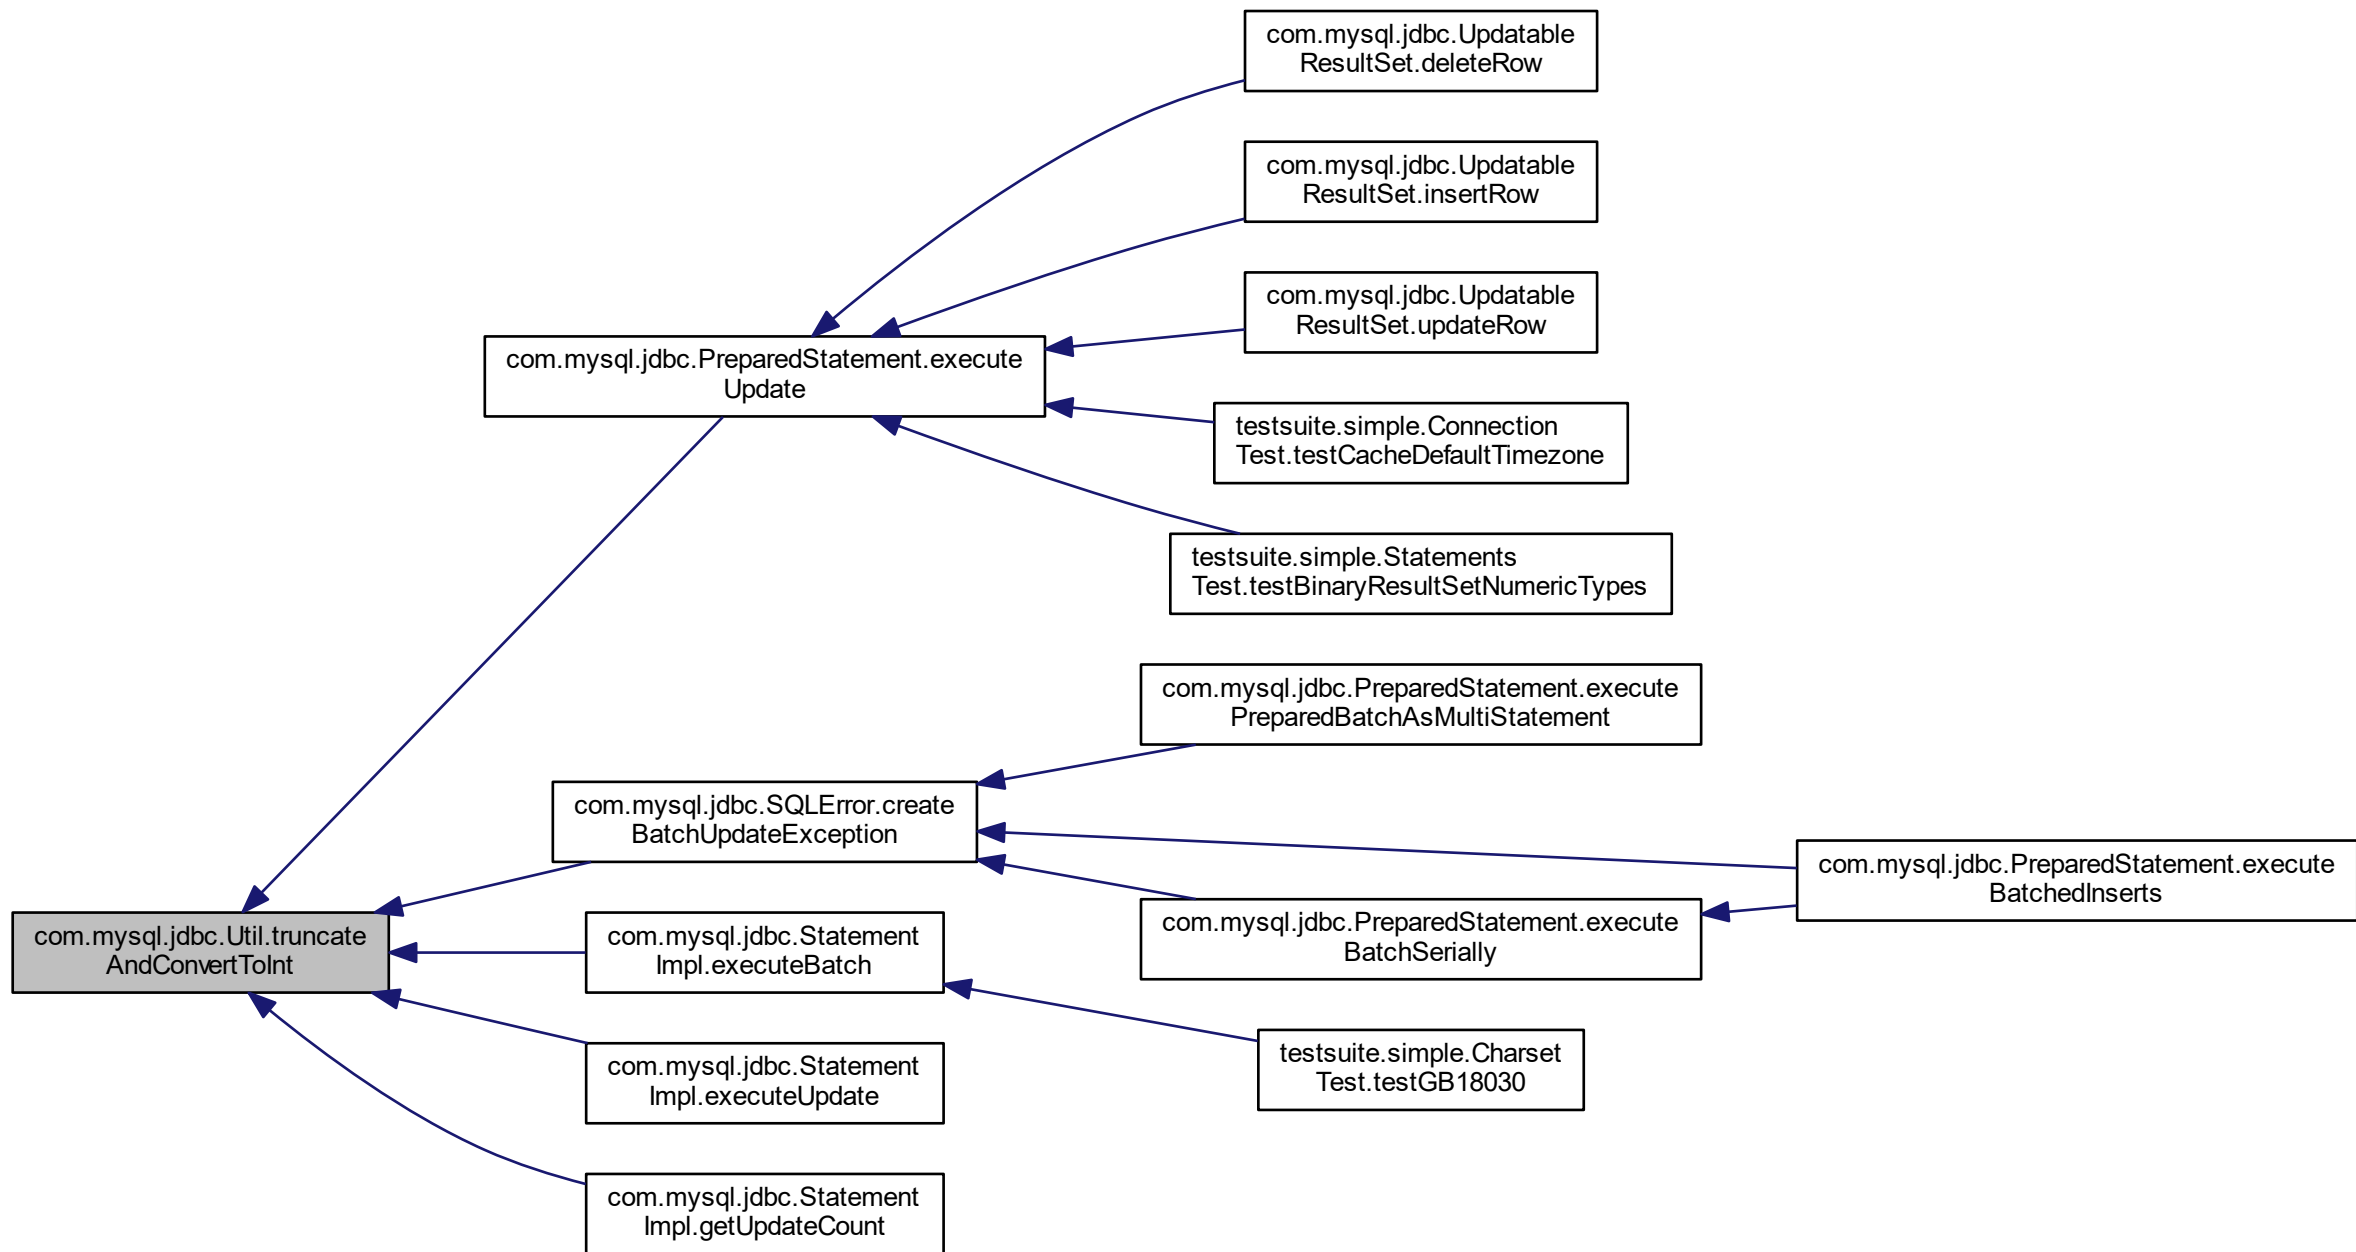 com.mysql.jdbc.Updatable
ResultSet.deleteRow
com.mysql.jdbc.Updatable
ResultSet.insertRow
com.mysql.jdbc.Updatable
ResultSet.updateRow
com.mysql.jdbc.PreparedStatement.execute
Update
testsuite.simple.Connection
Test.testCacheDefaultTimezone
testsuite.simple.Statements
Test.testBinaryResultSetNumericTypes
com.mysql.jdbc.PreparedStatement.execute
PreparedBatchAsMultiStatement
com.mysql.jdbc.SQLError.create
BatchUpdateException
com.mysql.jdbc.PreparedStatement.execute
BatchedInserts
com.mysql.jdbc.PreparedStatement.execute
BatchSerially
com.mysql.jdbc.Util.truncate
AndConvertToInt
com.mysql.jdbc.Statement
Impl.executeBatch
testsuite.simple.Charset
Test.testGB18030
com.mysql.jdbc.Statement
Impl.executeUpdate
com.mysql.jdbc.Statement
Impl.getUpdateCount